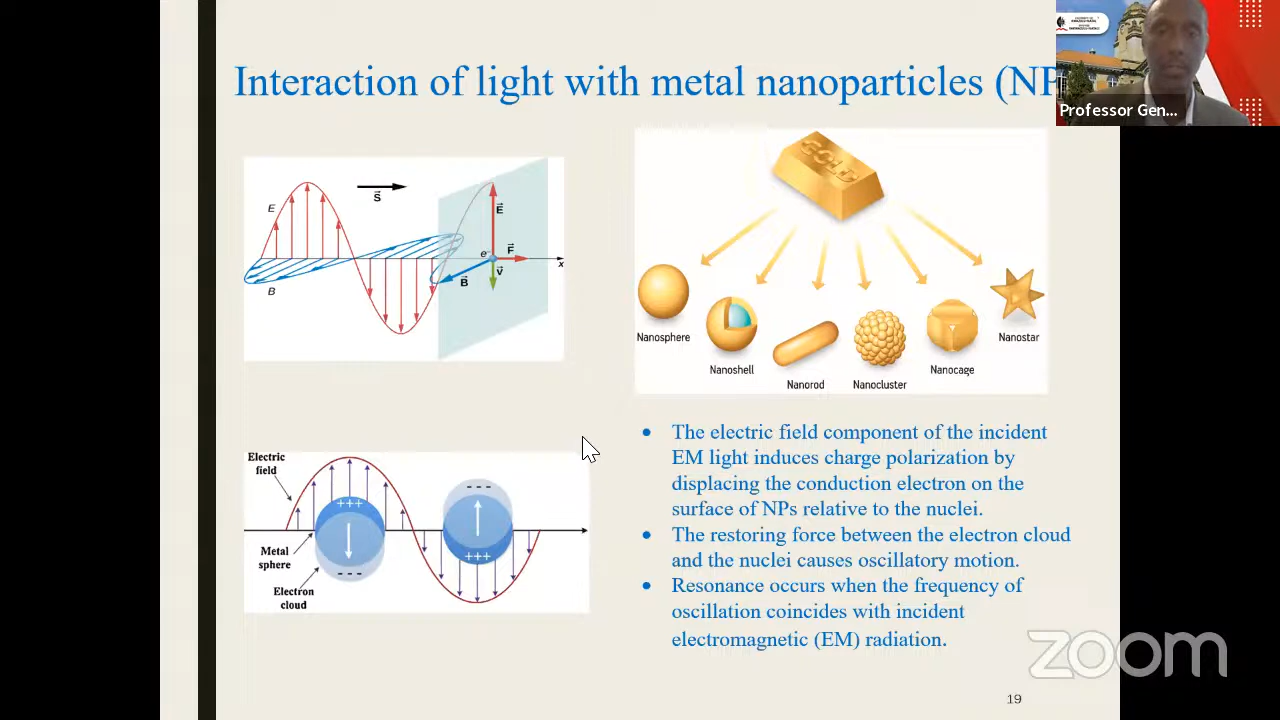 Interaction of light with metal nanoparticles (NP
Professor Gen...
E
S
E
F
e⁻
x
V
B
B
GOLD
Nanosphere
Nanoshell
Nanorod
Nanocluster
Nanocage
Nanostar
Electric
field
+++
- - -
Metal
sphere
- - -
+++
Electron
cloud
• The electric field component of the incident
EM light induces charge polarization by
displacing the conduction electron on the
surface of NPs relative to the nuclei.
• The restoring force between the electron cloud
and the nuclei causes oscillatory motion.
• Resonance occurs when the frequency of
oscillation coincides with incident
electromagnetic (EM) radiation.
zoom
19